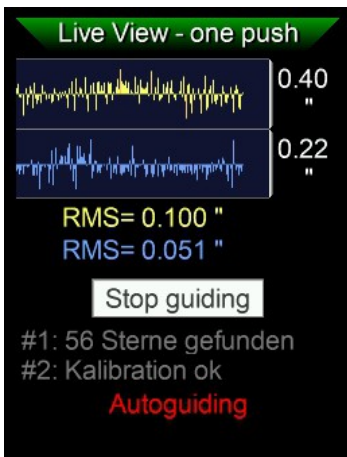 Live View - one push
0.40
"
0.22
"
RMS= 0.100 "
RMS= 0.051 "
Stop guiding
#1: 56 Sterne gefunden
#2: Kalibration ok
Autoguiding